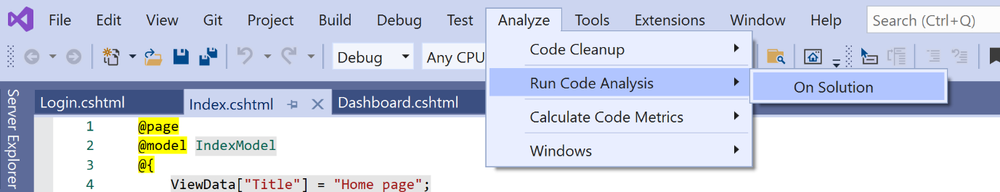 File Edit View Git Project Build Debug Test Analyze Tools Extensions Window Help Search (Ctrl+Q)
Debug Any CPU
Code Cleanup
Run Code Analysis
On Solution
Calculate Code Metrics
Windows
Server Explorer
Login.cshtml Index.cshtml Dashboard.cshtml
1 @page
2 @model IndexModel
3 @{
4 ViewData["Title"] = "Home page";